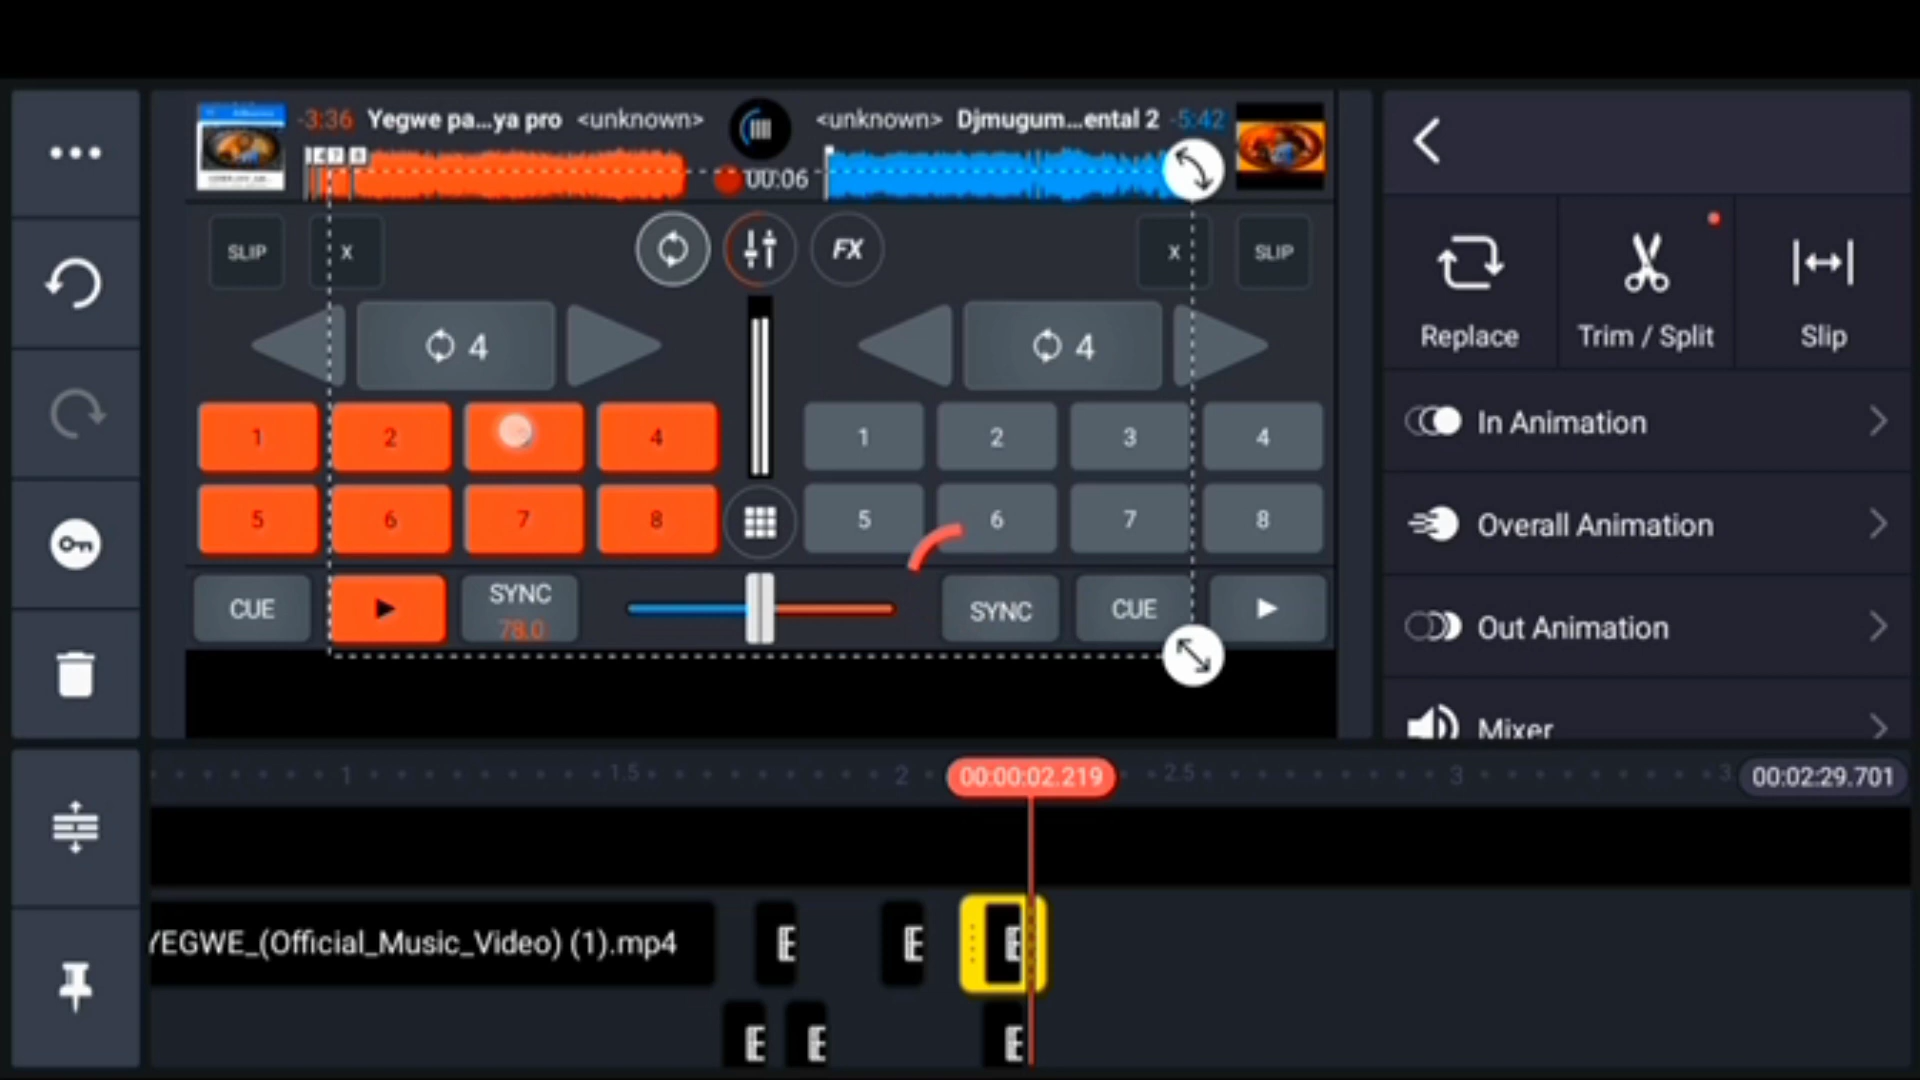 -3:36 Yegwe pa...ya pro <unknown>
<unknown> Djmugum...ental 2 -5:42
00:06
SLIP X FX X SLIP
4 4
1 2 4 1 2 3 4
5 6 7 8 5 6 7 8
CUE SYNC 78.0 SYNC CUE
Replace Trim / Split Slip
In Animation
Overall Animation
Out Animation
Mixer
1 1.5 2 00:00:02.219 2.5 3 3 00:02:29.701
YEGWE_(Official_Music_Video) (1).mp4